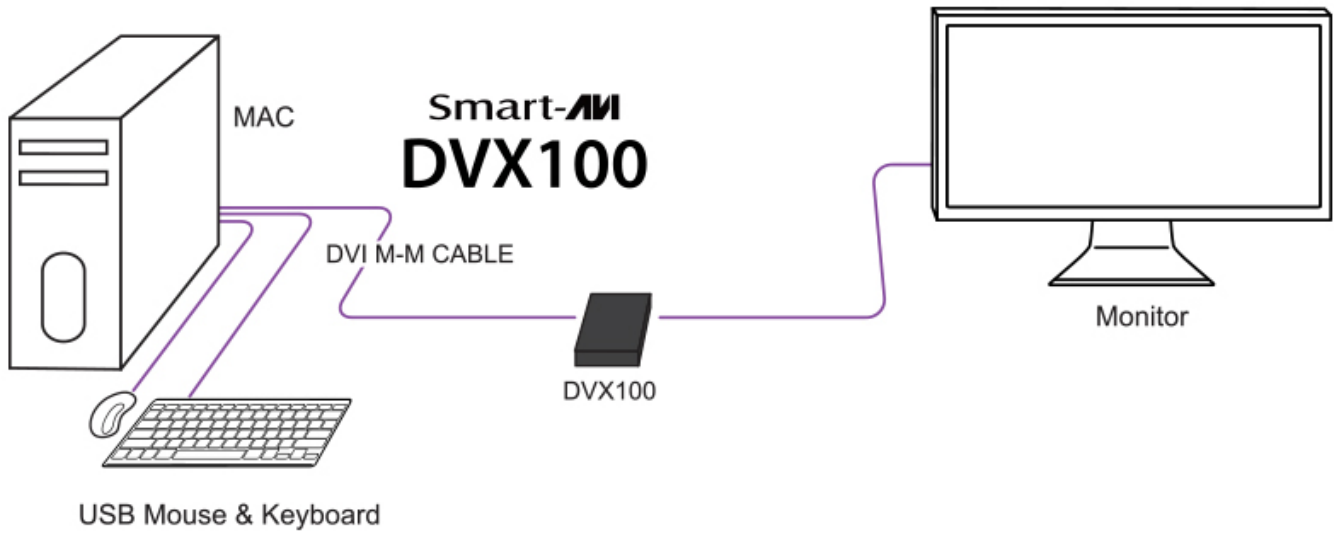 MAC
Smart-AVI
DVX100
DVI M-M CABLE
Monitor
DVX100
USB Mouse & Keyboard